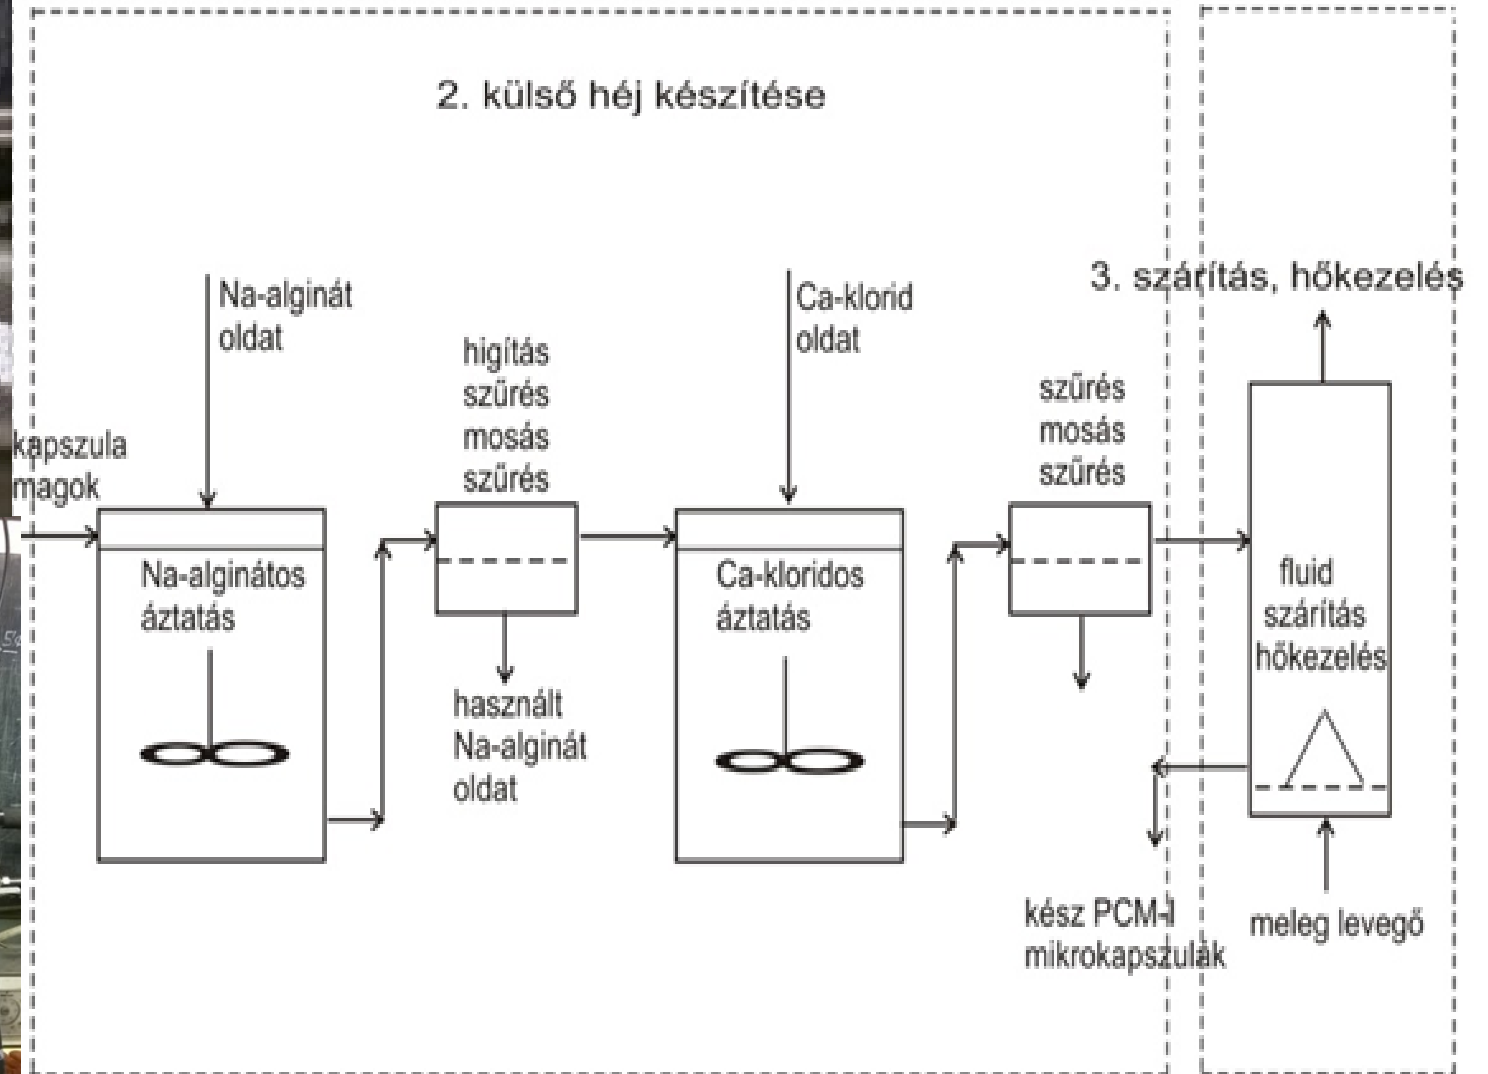 2. külső héj készítése
3. szárítás, hőkezelés
Na-alginát
oldat
Ca-klorid
oldat
higítás
szűrés
mosás
szűrés
szűrés
mosás
szűrés
kapszula
magok
Na-alginátos
áztatás
Ca-kloridos
áztatás
fluid
szárítás
hőkezelés
használt
Na-alginát
oldat
kész PCM-I
mikrokapszulák
meleg levegő